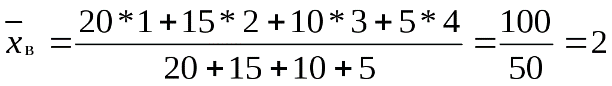 x̅в = (20*1+15*2+10*3+5*4)/(20+15+10+5) = 100/50 = 2